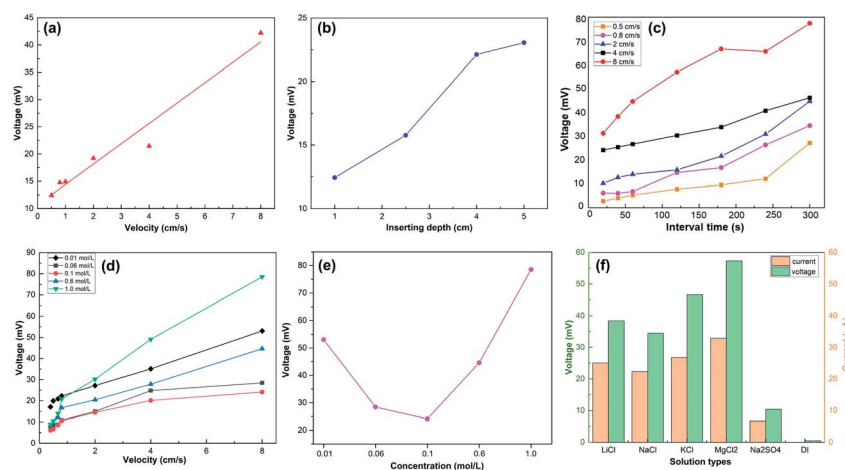 (a)
Voltage (mV)
45
40
35
30
25
20
15
10
0
1
2
3
4
5
6
7
8
Velocity (cm/s)
(b)
Voltage (mV)
25
20
15
10
1
2
3
4
5
Inserting depth (cm)
(c)
0.5 cm/s
0.8 cm/s
2 cm/s
4 cm/s
8 cm/s
Voltage (mV)
80
70
60
50
40
30
20
10
0
0
50
100
150
200
250
300
Interval time (s)
(d)
0.01 mol/L
0.06 mol/L
0.1 mol/L
0.6 mol/L
1.0 mol/L
Voltage (mV)
90
80
70
60
50
40
30
20
10
0
0
1
2
3
4
5
6
7
8
Velocity (cm/s)
(e)
Voltage (mV)
80
70
60
50
40
30
20
0.01
0.06
0.1
0.6
1.0
Concentration (mol/L)
(f)
current
voltage
Voltage (mV)
60
50
40
30
20
10
0
60
50
40
30
20
10
0
LiCl
NaCl
KCl
MgCl2
Na2SO4
DI
Solution types